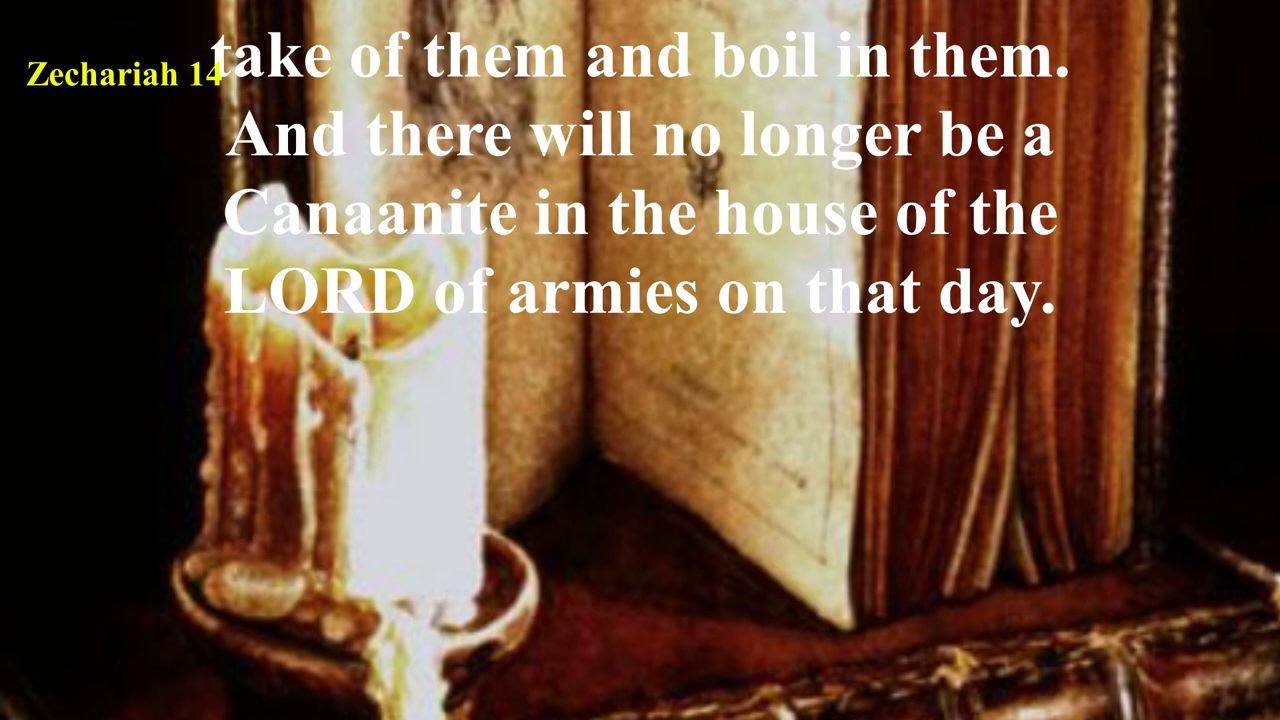 Zechariah 14
take of them and boil in them.
And there will no longer be a
Canaanite in the house of the
LORD of armies on that day.